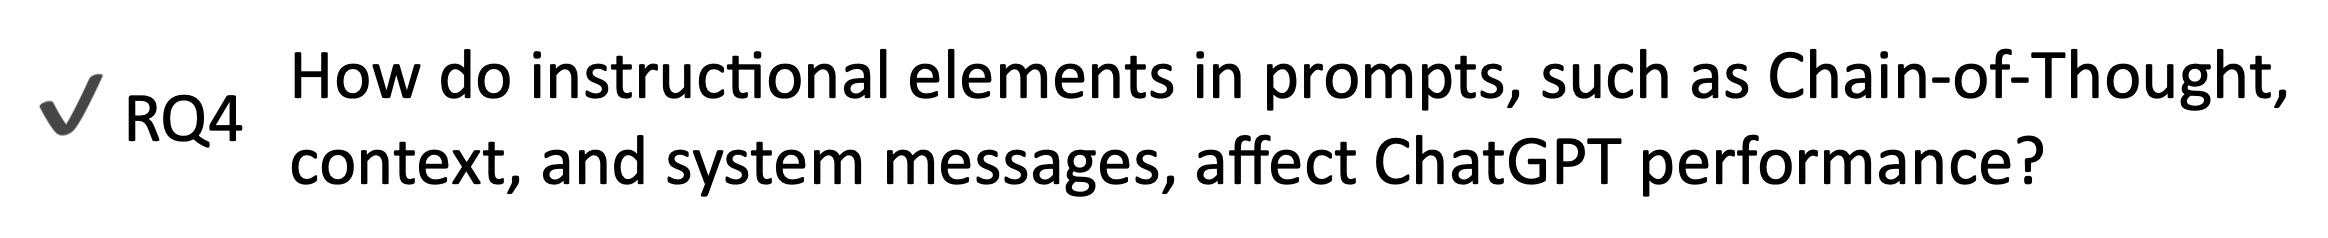 ✔ RQ4
How do instructional elements in prompts, such as Chain-of-Thought,
context, and system messages, affect ChatGPT performance?